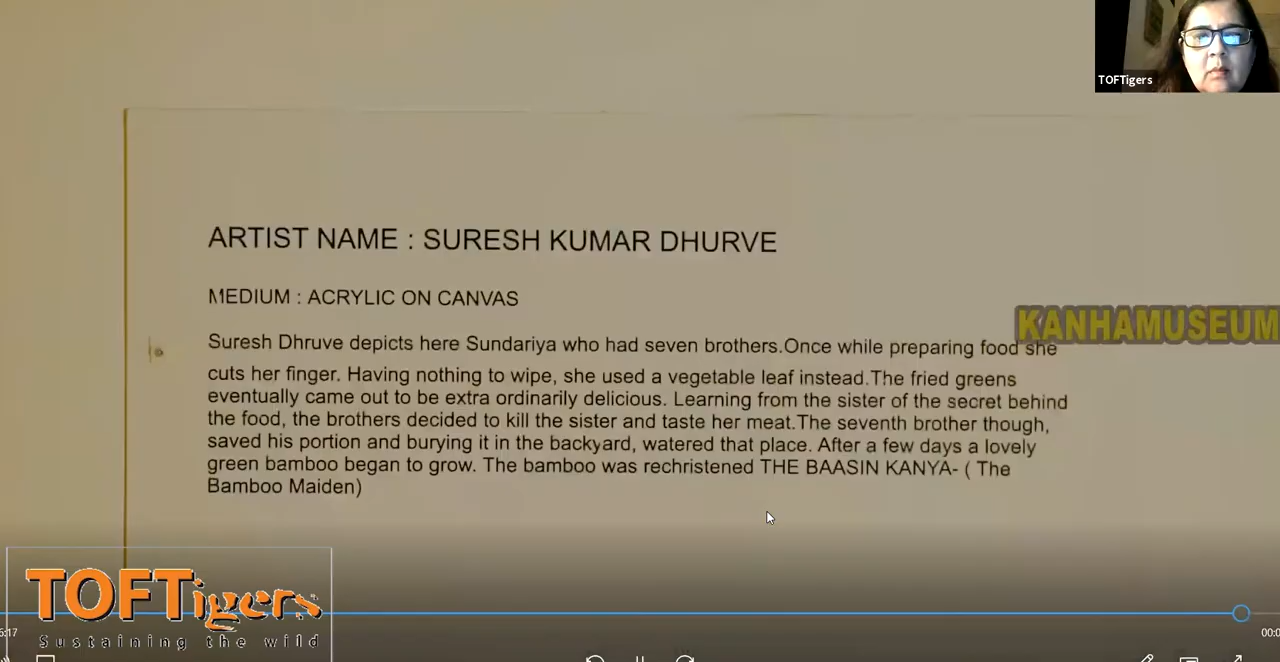 TOFTigers
ARTIST NAME : SURESH KUMAR DHURVE
MEDIUM : ACRYLIC ON CANVAS
KANHAMUSEUM
Suresh Dhruve depicts here Sundariya who had seven brothers.Once while preparing food she
cuts her finger. Having nothing to wipe, she used a vegetable leaf instead.The fried greens
eventually came out to be extra ordinarily delicious. Learning from the sister of the secret behind
the food, the brothers decided to kill the sister and taste her meat.The seventh brother though,
saved his portion and burying it in the backyard, watered that place. After a few days a lovely
green bamboo began to grow. The bamboo was rechristened THE BAASIN KANYA- ( The
Bamboo Maiden)
TOFTigers
Sustaining the wild